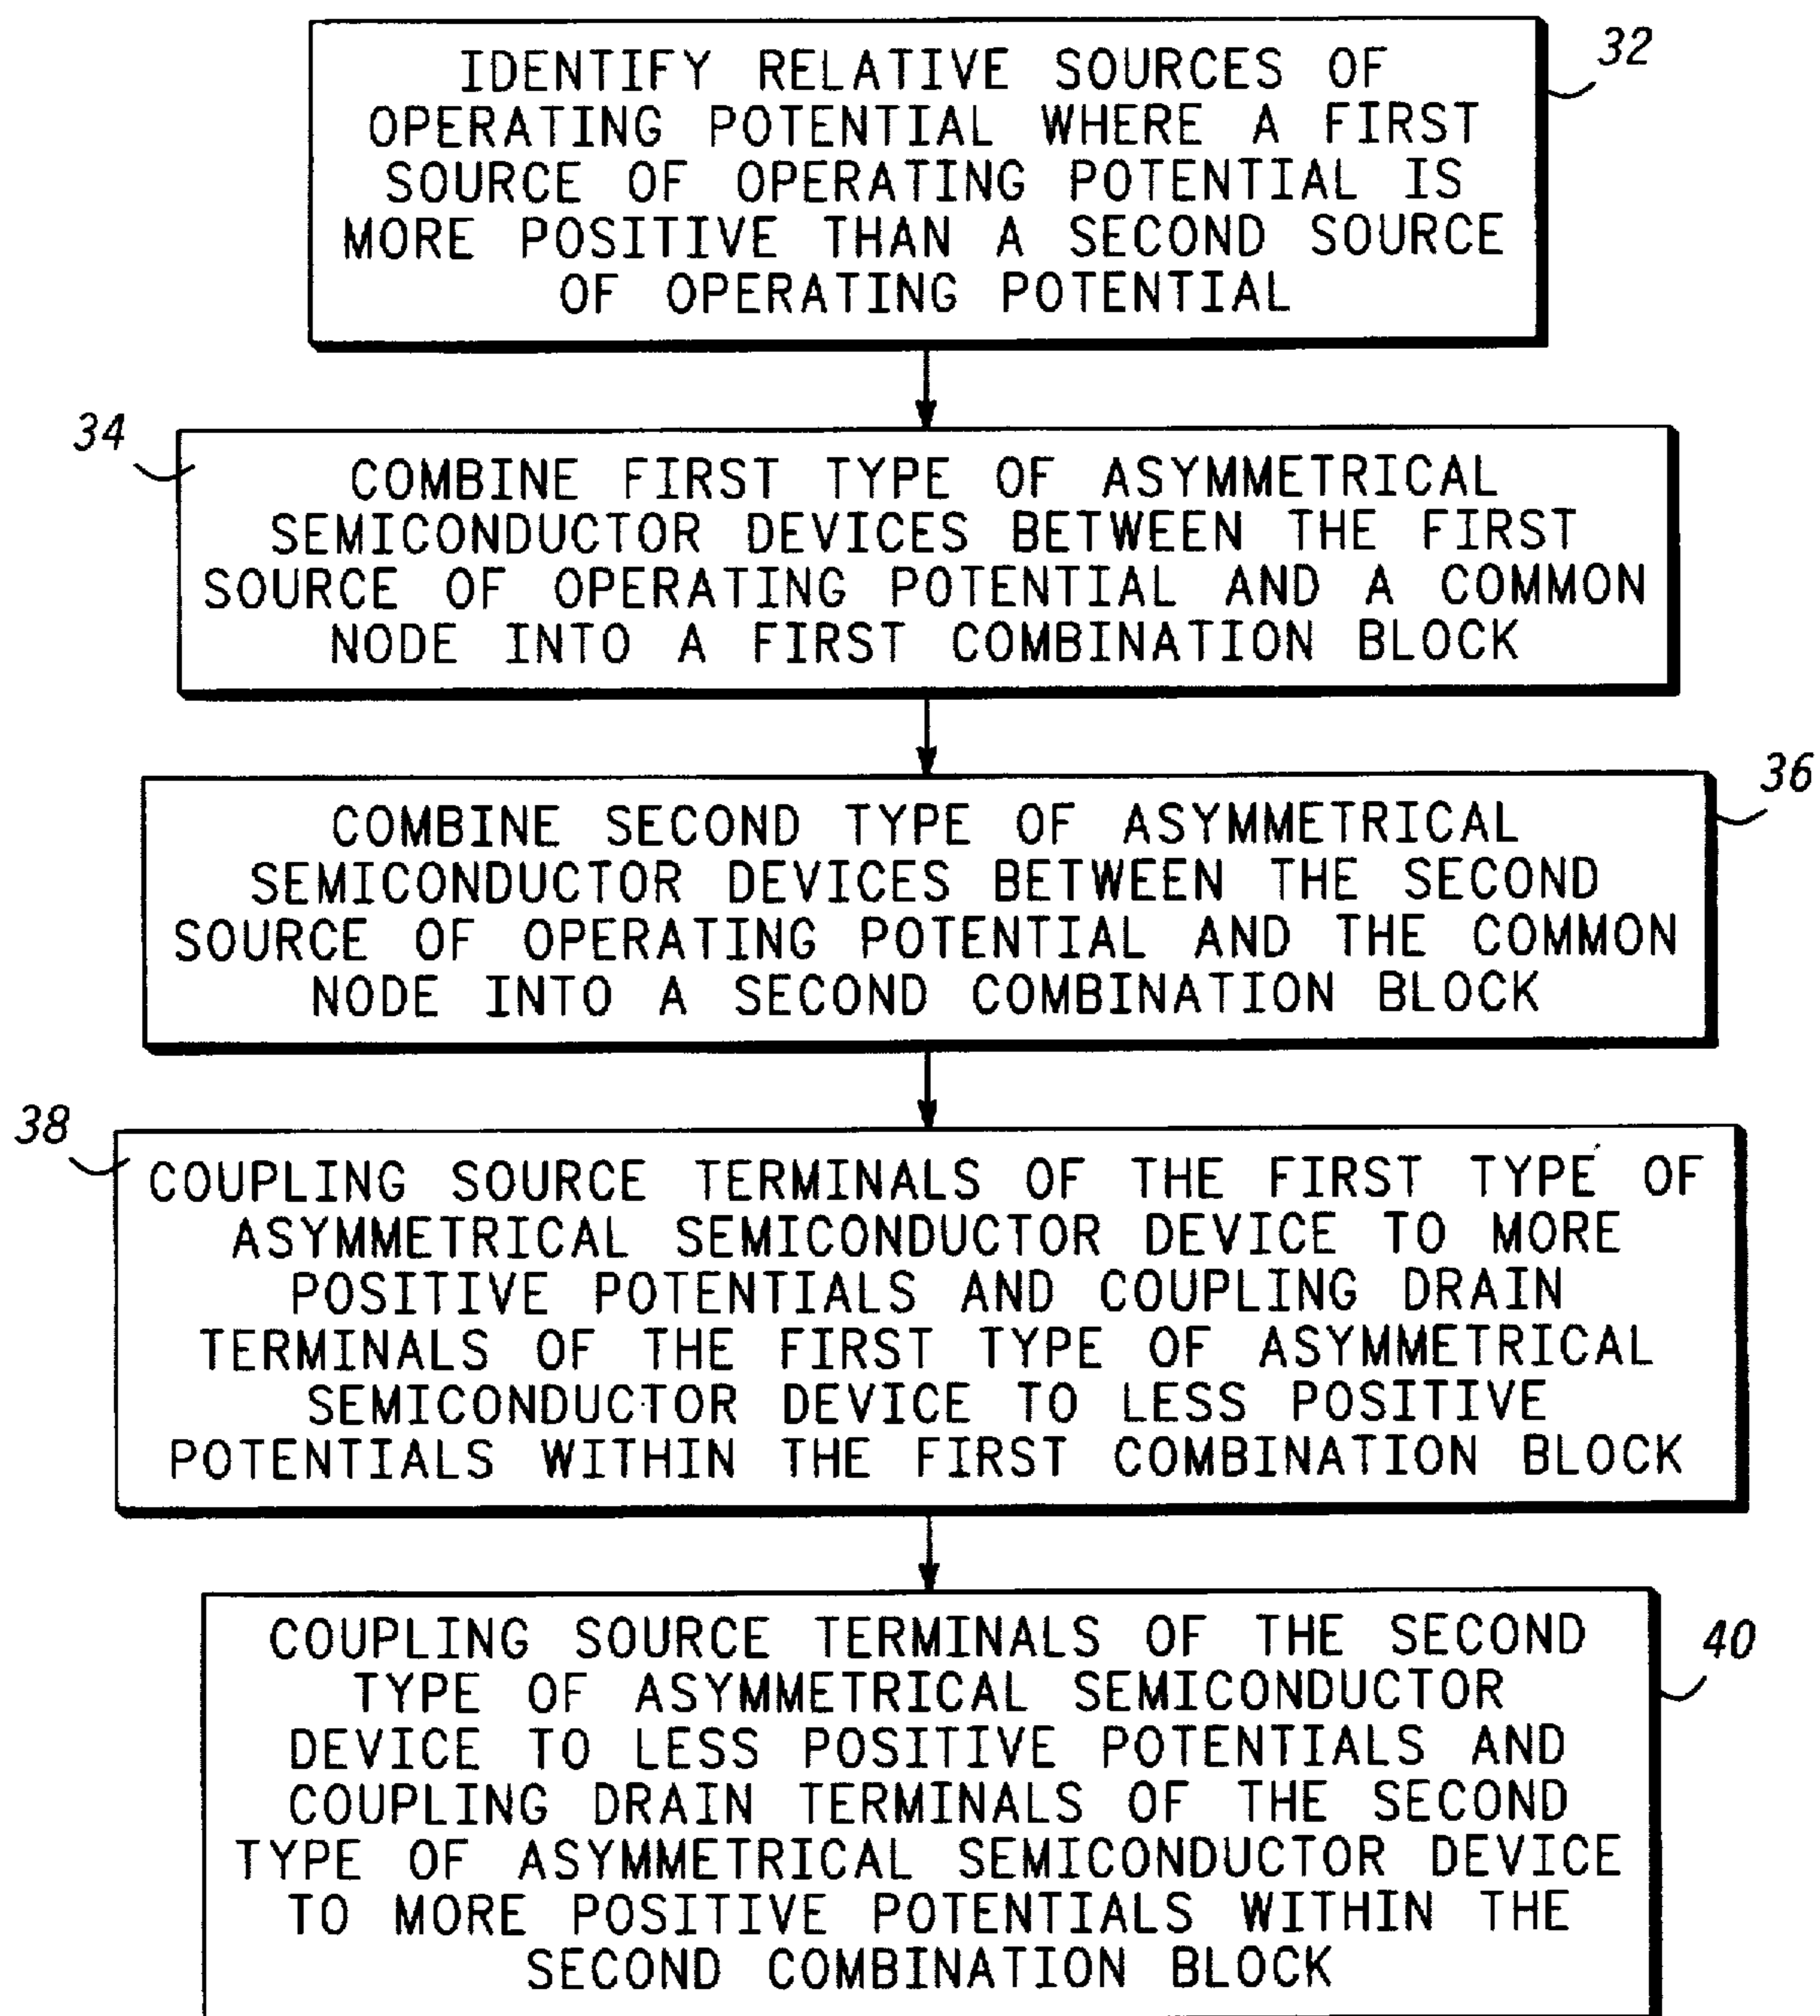 IDENTIFY RELATIVE SOURCES OF
OPERATING POTENTIAL WHERE A FIRST
SOURCE OF OPERATING POTENTIAL IS
MORE POSITIVE THAN A SECOND SOURCE
OF OPERATING POTENTIAL
32
34
COMBINE FIRST TYPE OF ASYMMETRICAL
SEMICONDUCTOR DEVICES BETWEEN THE FIRST
SOURCE OF OPERATING POTENTIAL AND A COMMON
NODE INTO A FIRST COMBINATION BLOCK
36
COMBINE SECOND TYPE OF ASYMMETRICAL
SEMICONDUCTOR DEVICES BETWEEN THE SECOND
SOURCE OF OPERATING POTENTIAL AND THE COMMON
NODE INTO A SECOND COMBINATION BLOCK
38
COUPLING SOURCE TERMINALS OF THE FIRST TYPE OF
ASYMMETRICAL SEMICONDUCTOR DEVICE TO MORE
POSITIVE POTENTIALS AND COUPLING DRAIN
TERMINALS OF THE FIRST TYPE OF ASYMMETRICAL
SEMICONDUCTOR DEVICE TO LESS POSITIVE
POTENTIALS WITHIN THE FIRST COMBINATION BLOCK
COUPLING SOURCE TERMINALS OF THE SECOND
TYPE OF ASYMMETRICAL SEMICONDUCTOR
DEVICE TO LESS POSITIVE POTENTIALS AND
COUPLING DRAIN TERMINALS OF THE SECOND
TYPE OF ASYMMETRICAL SEMICONDUCTOR DEVICE
TO MORE POSITIVE POTENTIALS WITHIN THE
SECOND COMBINATION BLOCK
40